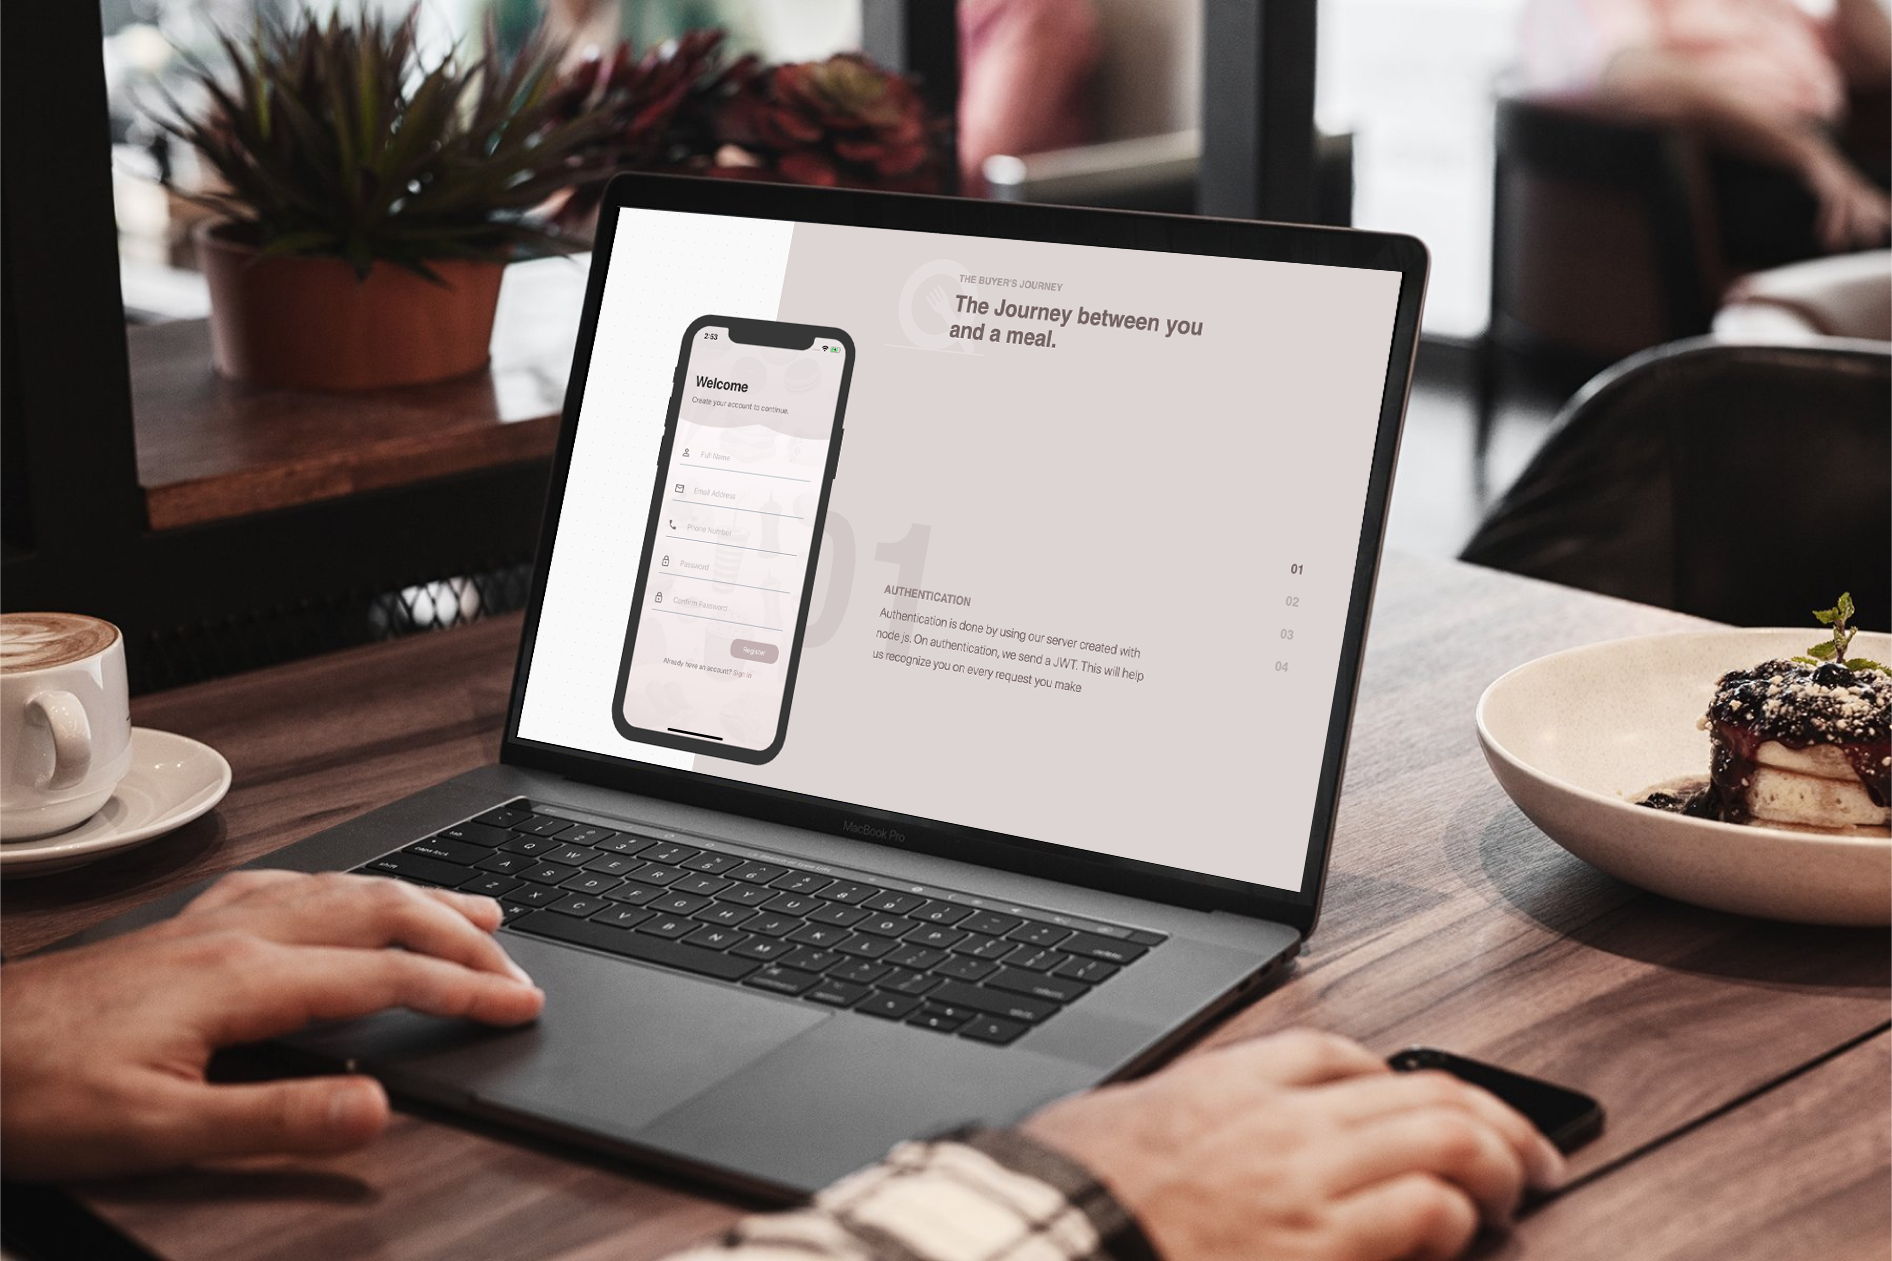 THE BUYER'S JOURNEY
The Journey between you
and a meal.
2:53
Welcome
Create your account to continue.
Full Name
Email Address
Phone Number
Password
Confirm Password
Register
Already have an account? Sign In
01
AUTHENTICATION
Authentication is done by using our server created with
node js. On authentication, we send a JWT. This will help
us recognize you on every request you make
01
02
03
04
MacBook Pro
Q W E R T Y U I O P
caps lock A S D F G H J K L
shift Z X C V B N M